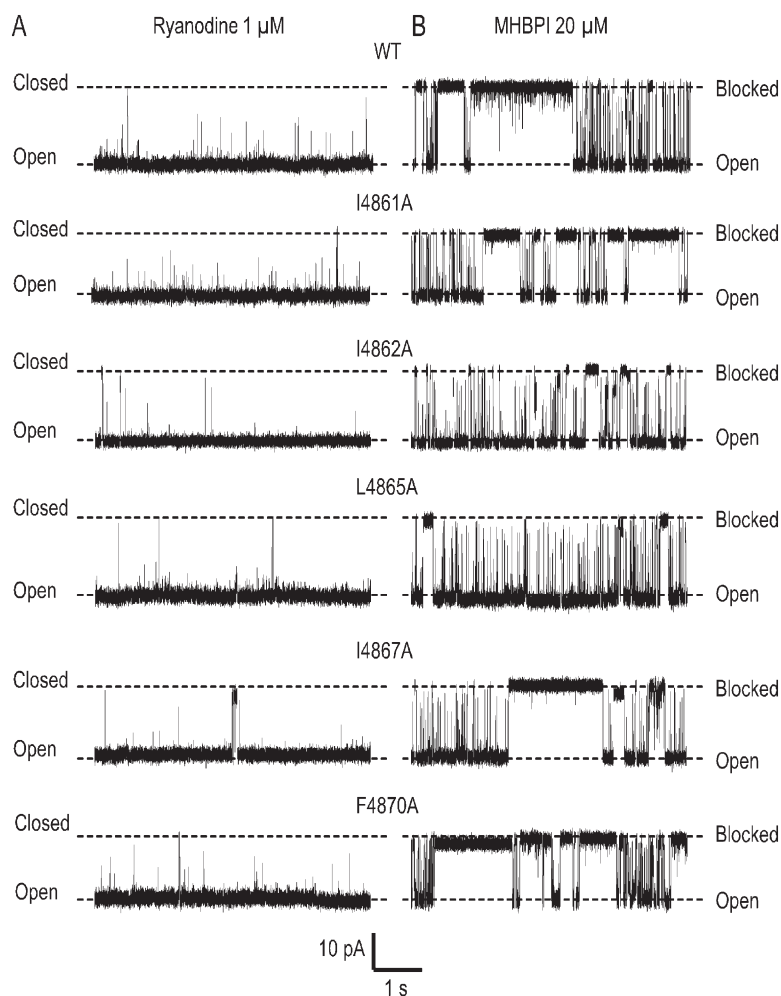 A Ryanodine 1 µM B MHBPI 20 µM
WT
Closed Blocked
Open Open
I4861A
Closed Blocked
Open Open
I4862A
Closed Blocked
Open Open
L4865A
Closed Blocked
Open Open
I4867A
Closed Blocked
Open Open
F4870A
Closed Blocked
Open Open
10 pA
1 s